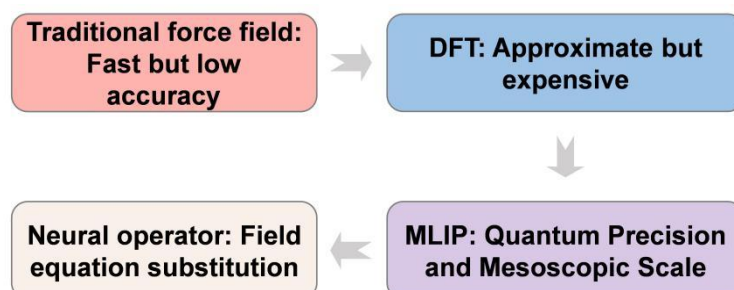 Traditional force field:
Fast but low
accuracy
DFT: Approximate but
expensive
MLIP: Quantum Precision
and Mesoscopic Scale
Neural operator: Field
equation substitution